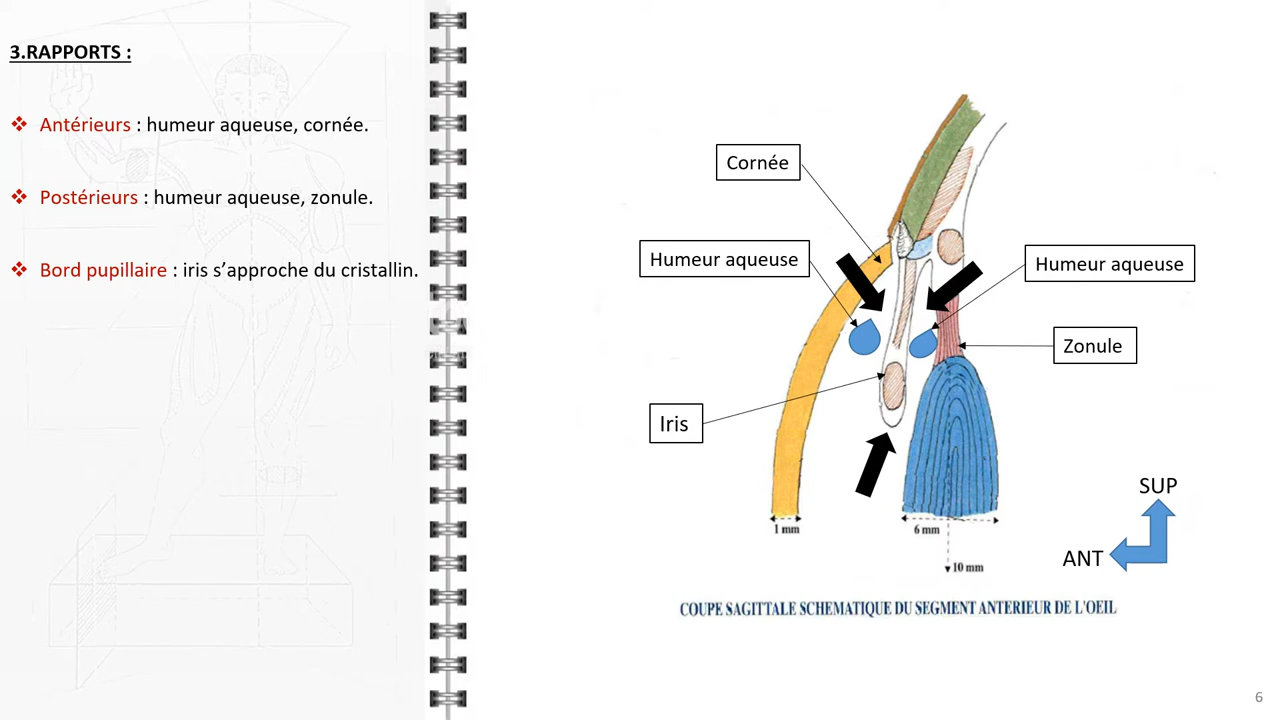 3.RAPPORTS :
❖ Antérieurs : humeur aqueuse, cornée.
❖ Postérieurs : humeur aqueuse, zonule.
❖ Bord pupillaire : iris s’approche du cristallin.
Cornée
Humeur aqueuse
Humeur aqueuse
Zonule
Iris
SUP
ANT
1 mm
6 mm
10 mm
COUPE SAGITTALE SCHEMATIQUE DU SEGMENT ANTERIEUR DE L'OEIL
6